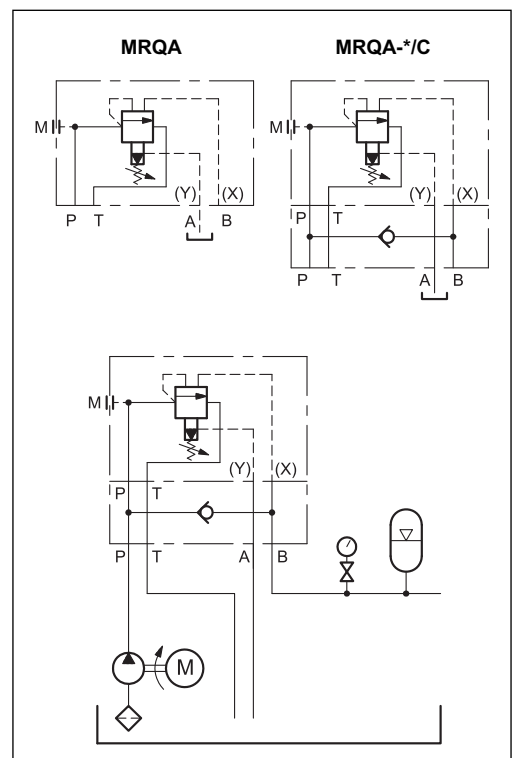 MRQA MRQA-*/C
M M
(Y) (X) (Y) (X)
P T A B P T
P T A B
M
(Y) (X)
P T
P T A B
M